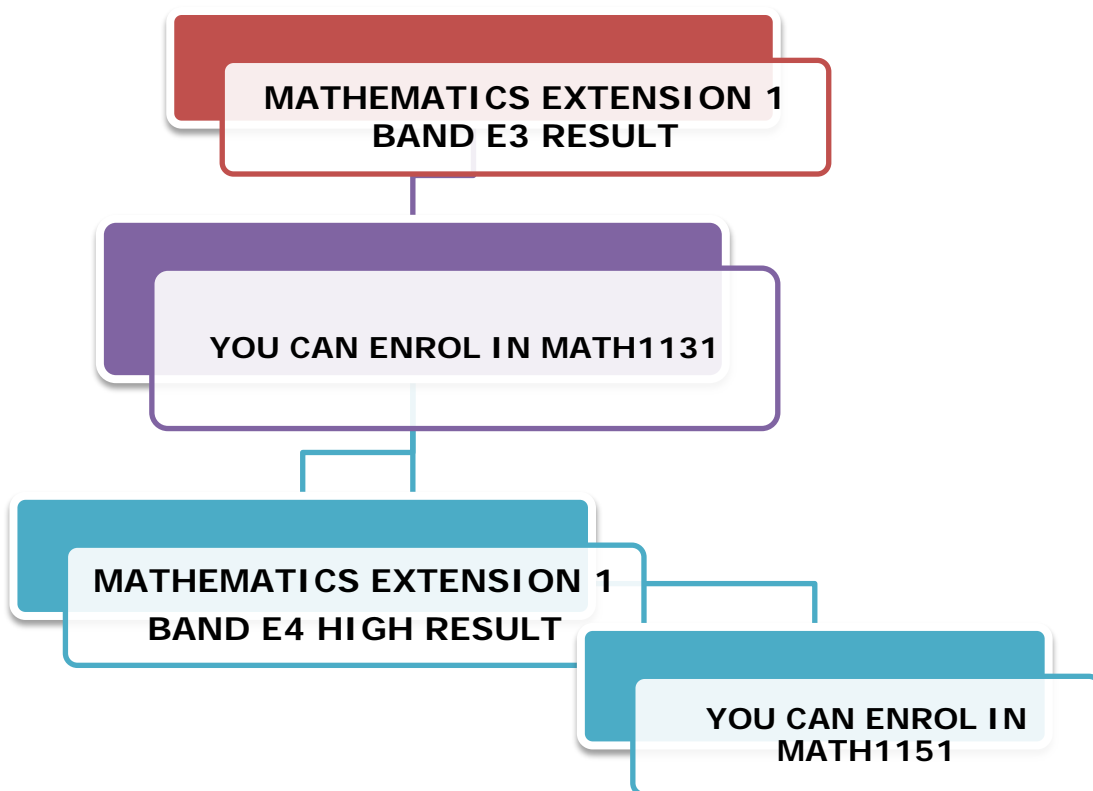 MATHEMATICS EXTENSION 1
BAND E3 RESULT
YOU CAN ENROL IN MATH1131
MATHEMATICS EXTENSION 1
BAND E4 HIGH RESULT
YOU CAN ENROL IN
MATH1151